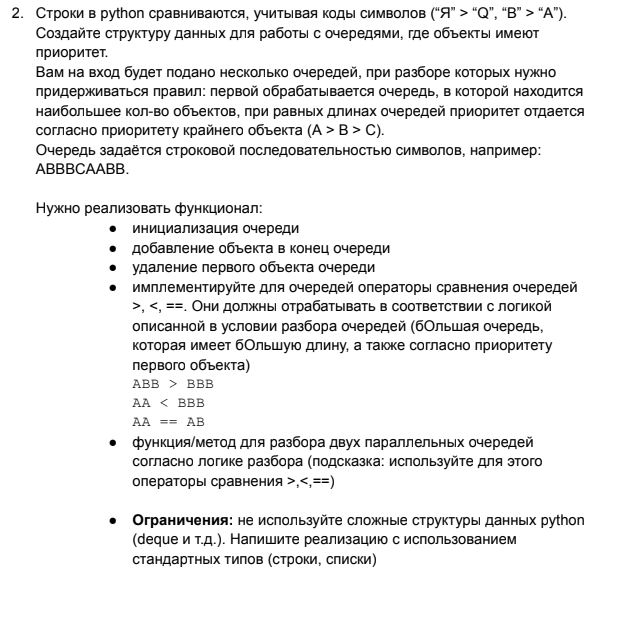 2. Строки в python сравниваются, учитывая коды символов (“Я” > “Q”, “B” > “A”).
Создайте структуру данных для работы с очередями, где объекты имеют
приоритет.
Вам на вход будет подано несколько очередей, при разборе которых нужно
придерживаться правил: первой обрабатывается очередь, в которой находится
наибольшее кол-во объектов, при равных длинах очередей приоритет отдается
согласно приоритету крайнего объекта (A > B > C).
Очередь задаётся строковой последовательностью символов, например:
ABBBCAABB.
Нужно реализовать функционал:
● инициализация очереди
● добавление объекта в конец очереди
● удаление первого объекта очереди
● имплементируйте для очередей операторы сравнения очередей
>, <, ==. Они должны отрабатывать в соответствии с логикой
описанной в условии разбора очередей (бОльшая очередь,
которая имеет бОльшую длину, а также согласно приоритету
первого объекта)
ABB > BBB
AA < BBB
AA == AB
● функция/метод для разбора двух параллельных очередей
согласно логике разбора (подсказка: используйте для этого
операторы сравнения >,<,==)
● Ограничения: не используйте сложные структуры данных python
(deque и т.д.). Напишите реализацию с использованием
стандартных типов (строки, списки)